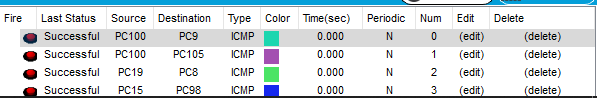 Fire Last Status Source Destination Type Color Time(sec) Periodic Num Edit Delete
Successful PC100 PC9 ICMP 0.000 N 0 (edit) (delete)
Successful PC100 PC105 ICMP 0.000 N 1 (edit) (delete)
Successful PC19 PC8 ICMP 0.000 N 2 (edit) (delete)
Successful PC15 PC98 ICMP 0.000 N 3 (edit) (delete)